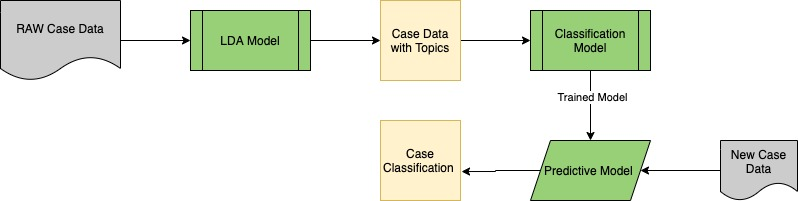 RAW Case Data
LDA Model
Case Data
with Topics
Classification
Model
Trained Model
Case
Classification
Predictive Model
New Case
Data